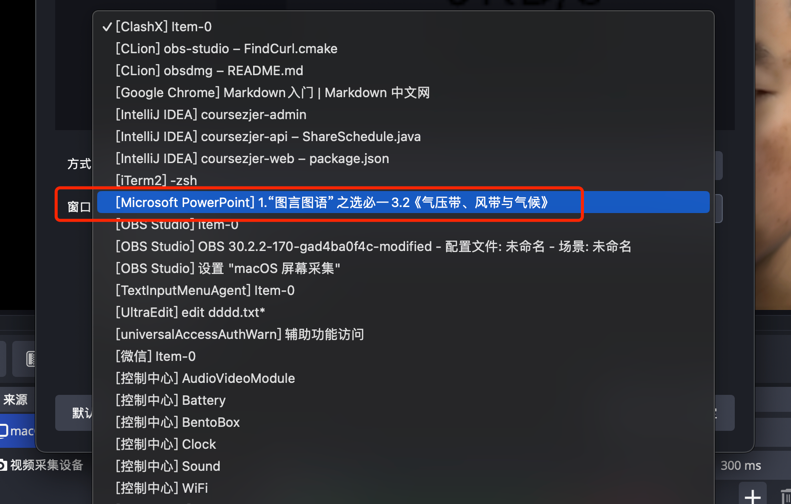 ✓ [ClashX] Item-0
[CLion] obs-studio – FindCurl.cmake
[CLion] obsdmg – README.md
[Google Chrome] Markdown入门 | Markdown 中文网
[IntelliJ IDEA] coursezjer-admin
[IntelliJ IDEA] coursezjer-api – ShareSchedule.java
方式
[IntelliJ IDEA] coursezjer-web – package.json
[iTerm2] -zsh
窗口
[Microsoft PowerPoint] 1.“图言图语” 之选必一 3.2《气压带、风带与气候》
[OBS Studio] Item-0
[OBS Studio] OBS 30.2.2-170-gad4ba0f4c-modified - 配置文件: 未命名 - 场景: 未命名
[OBS Studio] 设置 "macOS 屏幕采集"
[TextInputMenuAgent] Item-0
[UltraEdit] edit dddd.txt*
[universalAccessAuthWarn] 辅助功能访问
[微信] Item-0
[控制中心] AudioVideoModule
来源
[控制中心] Battery
默认
[控制中心] BentoBox
mac
[控制中心] Clock
[控制中心] Sound
视频采集设备
300 ms
[控制中心] WiFi